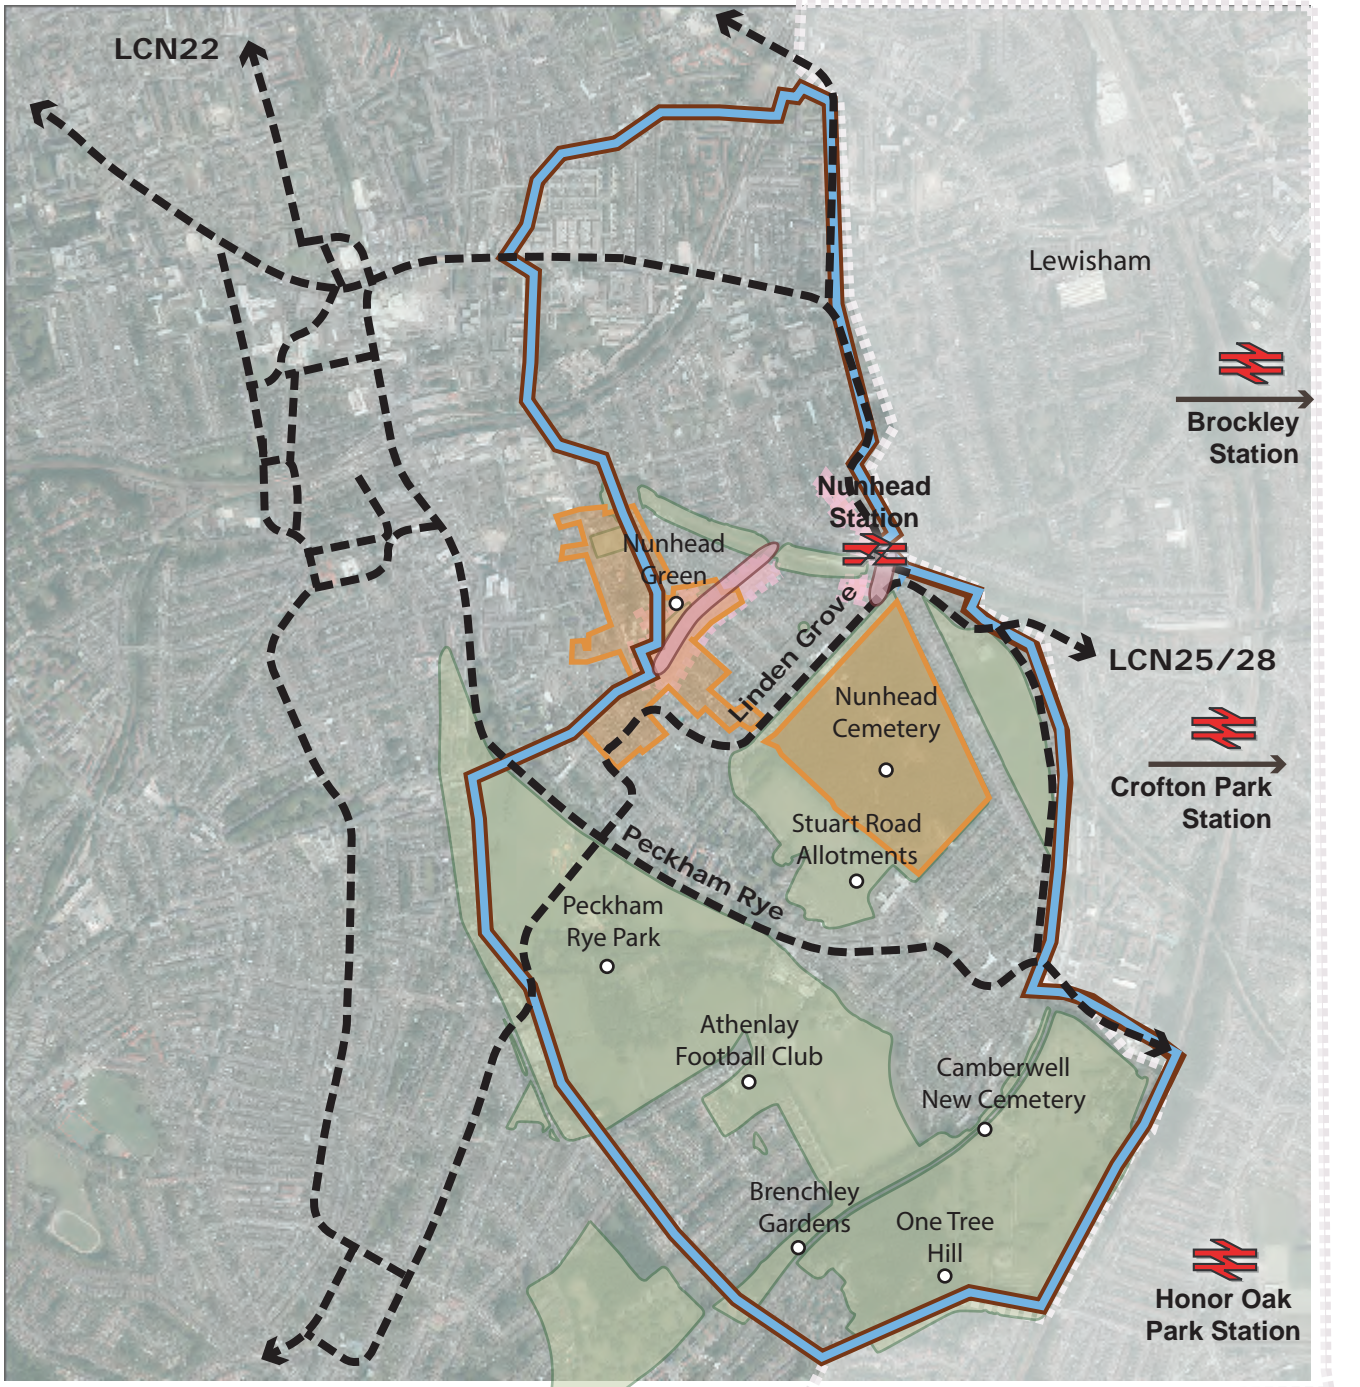 LCN22
Lewisham
Brockley
Station
Nunhead
Station
Nunhead
Green
Linden Grove
LCN25/28
Nunhead
Cemetery
Crofton Park
Station
Stuart Road
Allotments
Peckham Rye
Peckham
Rye Park
Athenlay
Football Club
Camberwell
New Cemetery
Brenchley
Gardens
One Tree
Hill
Honor Oak
Park Station